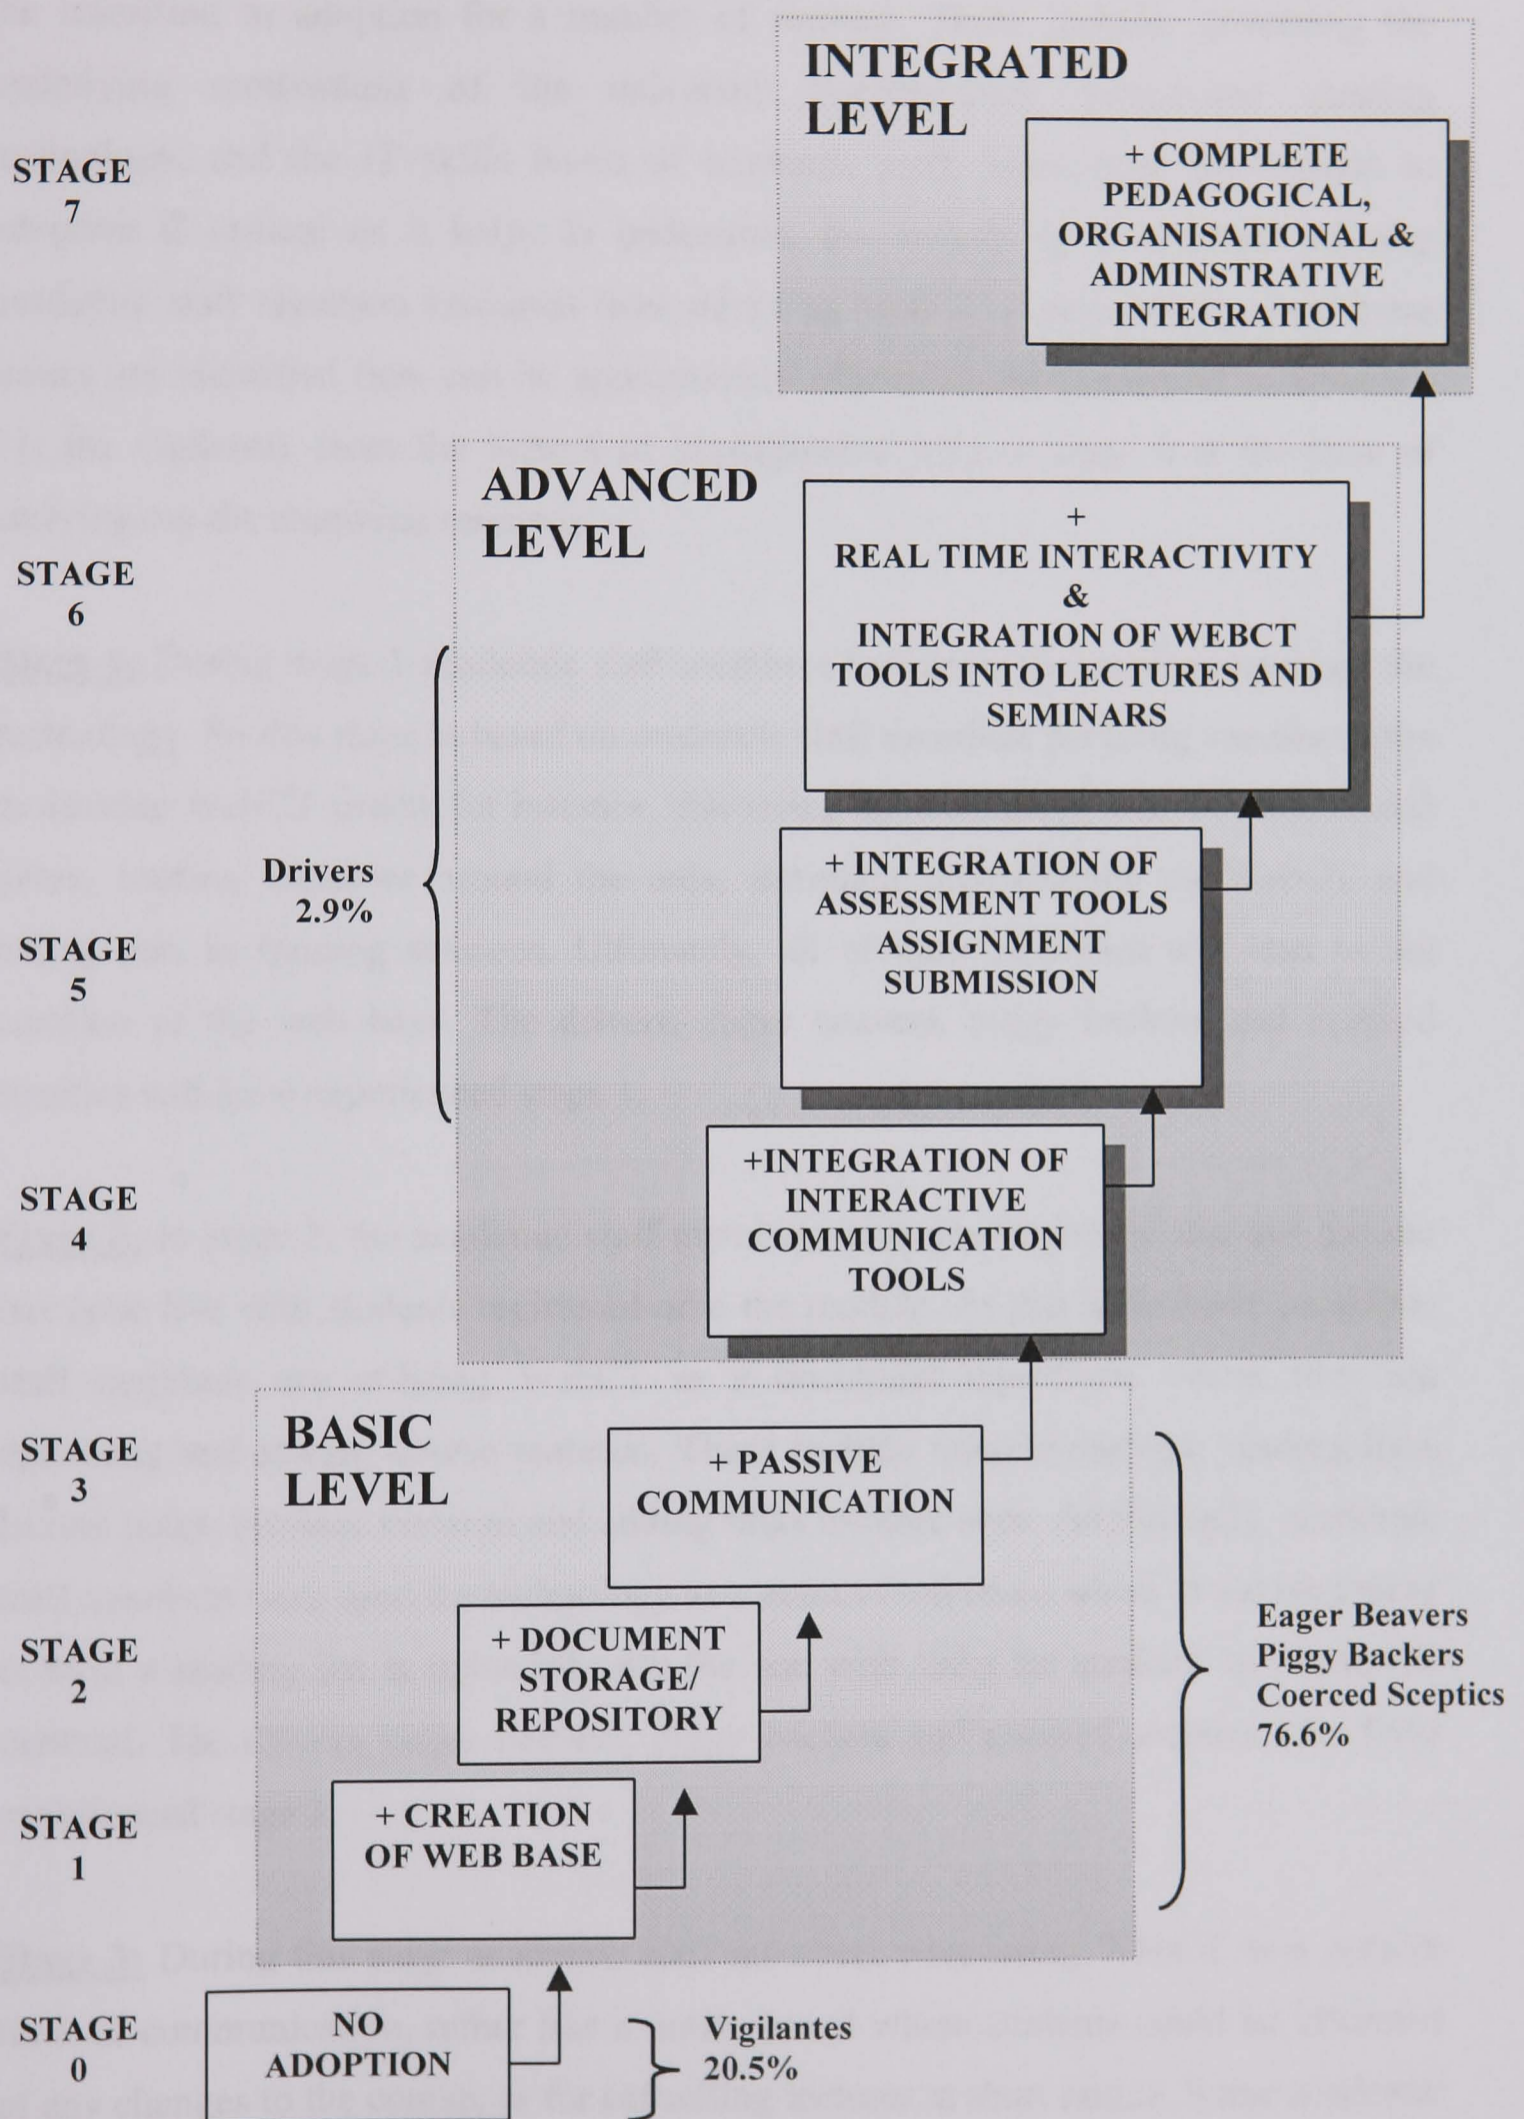 INTEGRATED
LEVEL
STAGE
7
+ COMPLETE
PEDAGOGICAL,
ORGANISATIONAL &
ADMINSTRATIVE
INTEGRATION
ADVANCED
LEVEL
STAGE
6
+
REAL TIME INTERACTIVITY
&
INTEGRATION OF WEBCT
TOOLS INTO LECTURES AND
SEMINARS
Drivers
2.9%
STAGE
5
+ INTEGRATION OF
ASSESSMENT TOOLS
ASSIGNMENT
SUBMISSION
STAGE
4
+INTEGRATION OF
INTERACTIVE
COMMUNICATION
TOOLS
BASIC
LEVEL
STAGE
3
+ PASSIVE
COMMUNICATION
STAGE
2
+ DOCUMENT
STORAGE/
REPOSITORY
Eager Beavers
Piggy Backers
Coerced Sceptics
76.6%
STAGE
1
+ CREATION
OF WEB BASE
STAGE
0
NO
ADOPTION
Vigilantes
20.5%